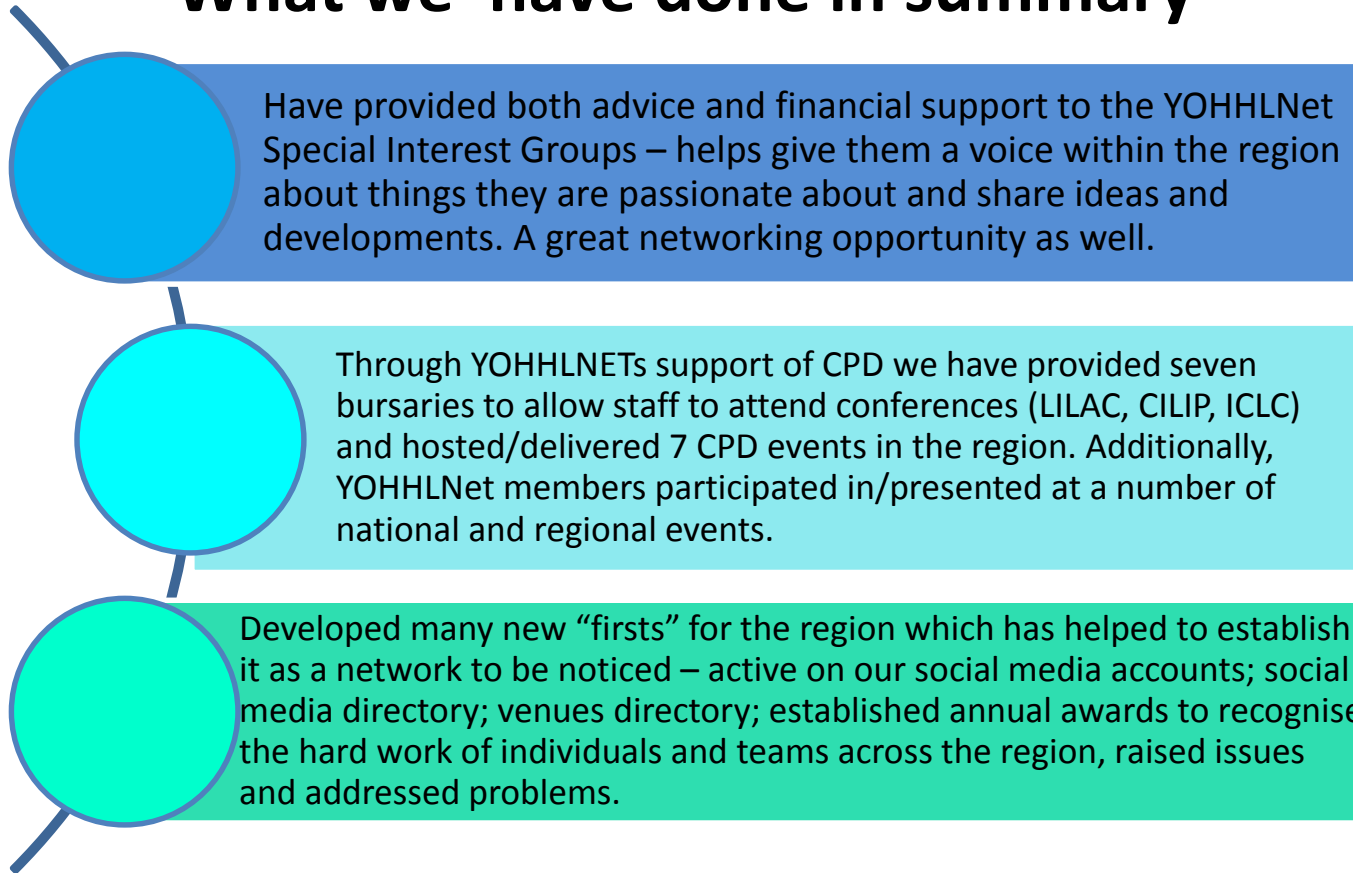 What we have done in summary
Have provided both advice and financial support to the YOHHLNet
Special Interest Groups – helps give them a voice within the region
about things they are passionate about and share ideas and
developments. A great networking opportunity as well.
Through YOHHLNETs support of CPD we have provided seven
bursaries to allow staff to attend conferences (LILAC, CILIP, ICLC)
and hosted/delivered 7 CPD events in the region. Additionally,
YOHHLNet members participated in/presented at a number of
national and regional events.
Developed many new “firsts” for the region which has helped to establish
it as a network to be noticed – active on our social media accounts; social
media directory; venues directory; established annual awards to recognise
the hard work of individuals and teams across the region, raised issues
and addressed problems.